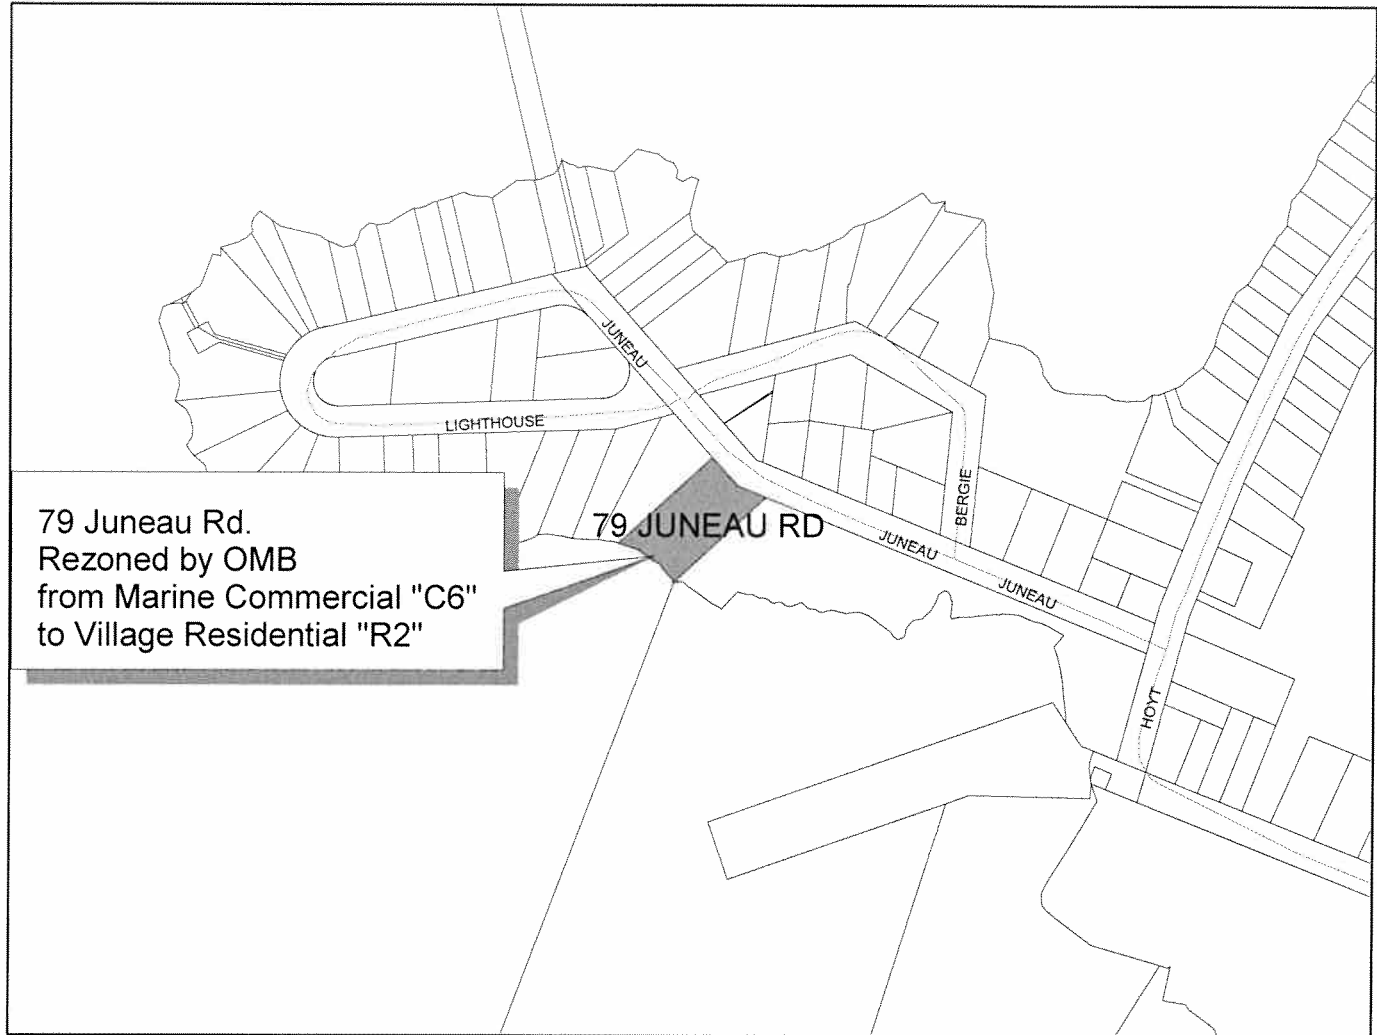 JUNEAU
LIGHTHOUSE
BERGIE
79 Juneau Rd.
Rezoned by OMB
from Marine Commercial "C6"
to Village Residential "R2"
79 JUNEAU RD
JUNEAU
JUNEAU
HOYT